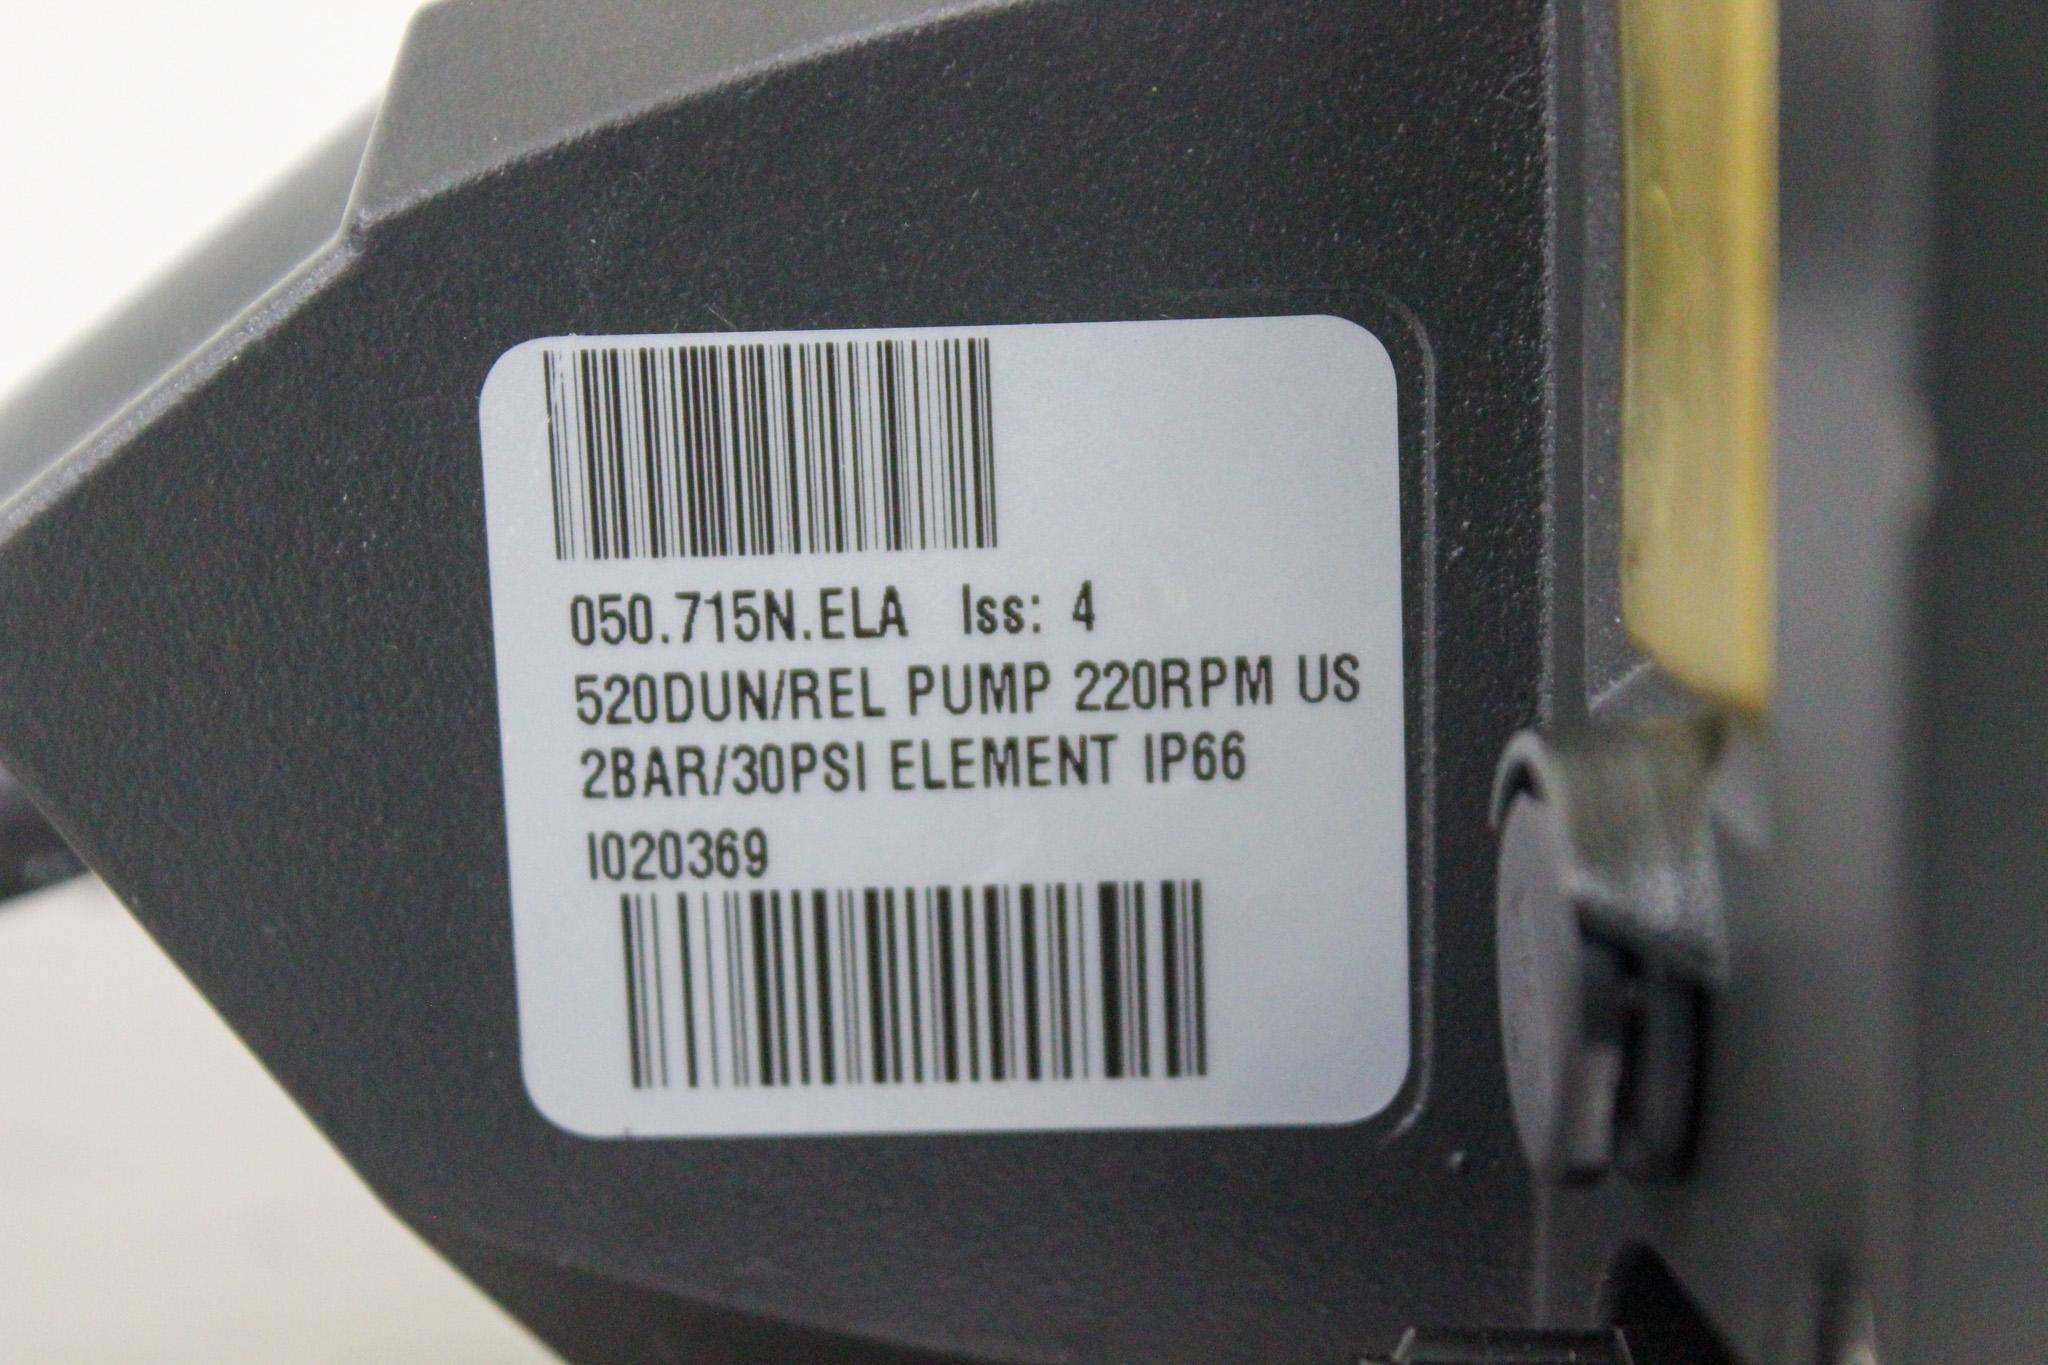 050.715N.ELA Iss: 4
520DUN/REL PUMP 220RPM US
2BAR/30PSI ELEMENT IP66
I020369